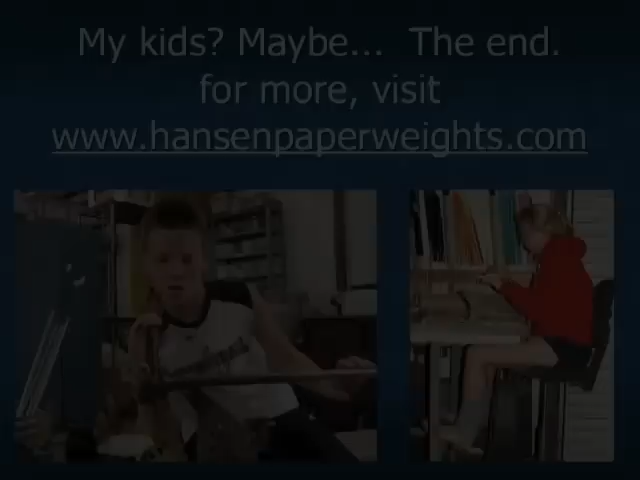 My kids? Maybe... The end.
for more, visit
www.hansenpaperweights.com